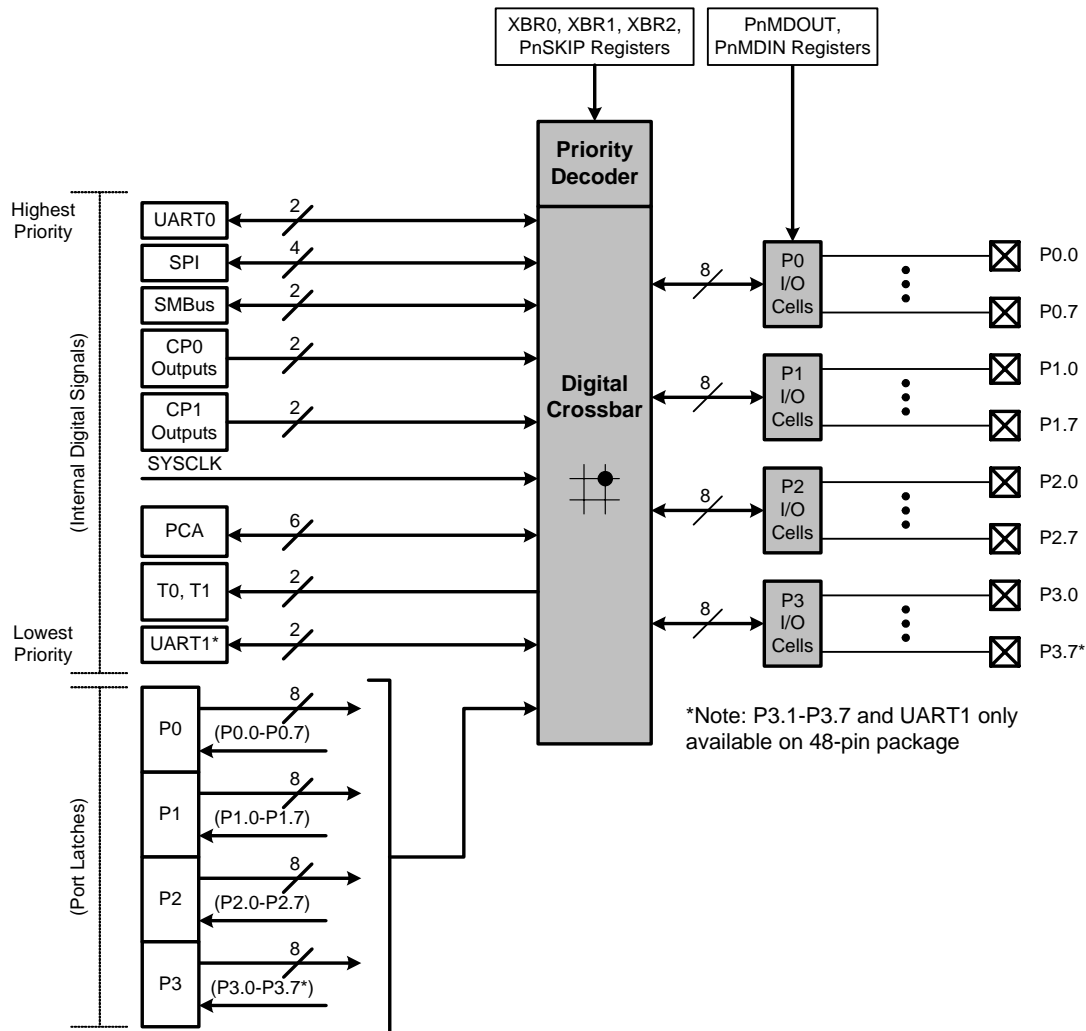 XBR0, XBR1, XBR2,
PnSKIP Registers
PnMDOUT,
PnMDIN Registers
Priority
Decoder
Highest
Priority
(Internal Digital Signals)
Lowest
Priority
UART0
2
SPI
4
SMBus
2
CP0
Outputs
2
CP1
Outputs
2
SYSCLK
PCA
6
T0, T1
2
UART1*
2
Digital
Crossbar
8
P0
I/O
Cells
P0.0
P0.7
8
P1
I/O
Cells
P1.0
P1.7
8
P2
I/O
Cells
P2.0
P2.7
8
P3
I/O
Cells
P3.0
P3.7*
*Note: P3.1-P3.7 and UART1 only
available on 48-pin package
(Port Latches)
P0
8
(P0.0-P0.7)
P1
8
(P1.0-P1.7)
P2
8
(P2.0-P2.7)
P3
8
(P3.0-P3.7*)